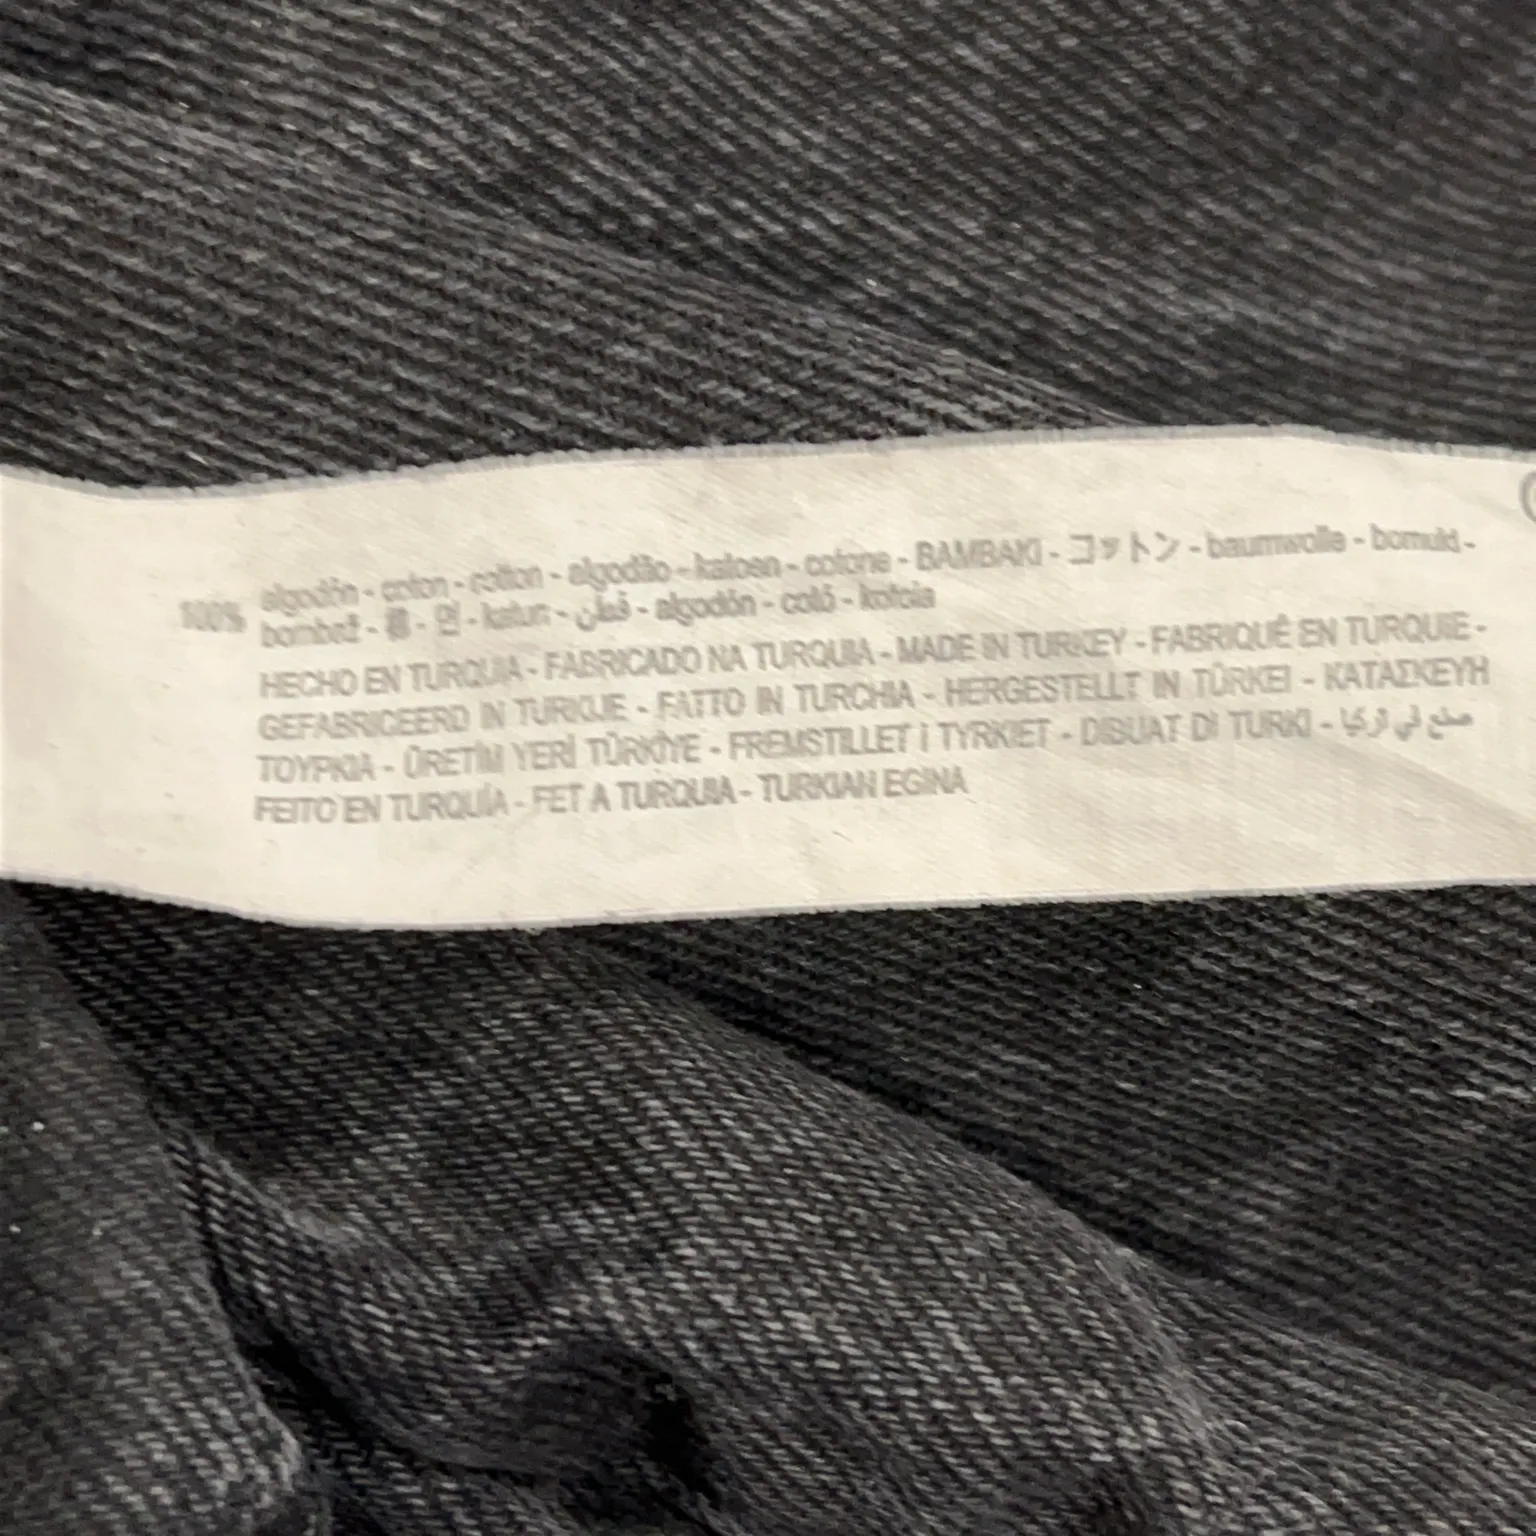 100% algodón - coton - cotton - algodão - katoen - cotone - BAMBAKI - コットン - baumwolle - bomuld -
bombaž - 棉 - 면 - katun - قطن - algodón - cotó - kotoia
HECHO EN TURQUIA - FABRICADO NA TURQUIA - MADE IN TURKEY - FABRIQUÉ EN TURQUIE -
GEFABRICEERD IN TURKIJE - FATTO IN TURCHIA - HERGESTELLT IN TÜRKEI - ΚΑΤΑΣΚΕΥΗ
ΤΟΥΡΚΙΑ - ÜRETİM YERİ TÜRKİYE - FREMSTILLET I TYRKIET - DIBUAT DI TURKI - صنع في تركيا
FEITO EN TURQUÍA - FET A TURQUIA - TURKIAN EGINA